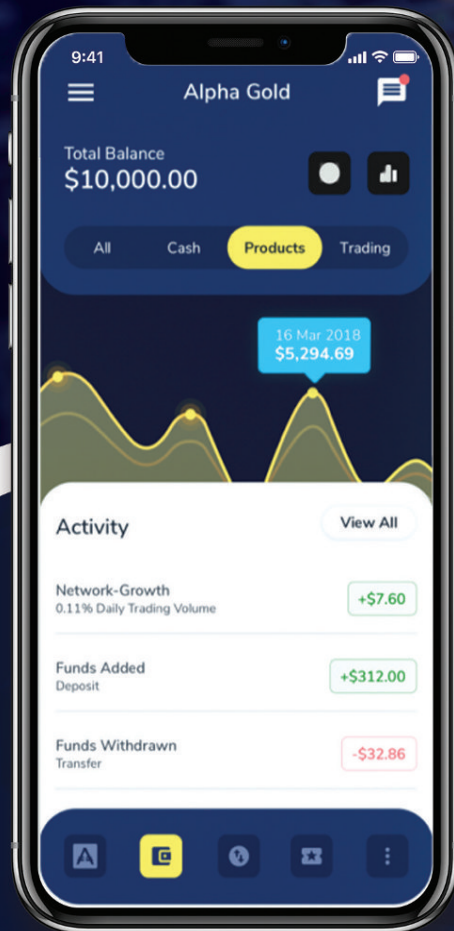 9:41
Alpha Gold
Total Balance
$10,000.00
All Cash Products Trading
16 Mar 2018
$5,294.69
Activity
View All
Network-Growth
0.11% Daily Trading Volume
+$7.60
Funds Added
Deposit
+$312.00
Funds Withdrawn
Transfer
-$32.86